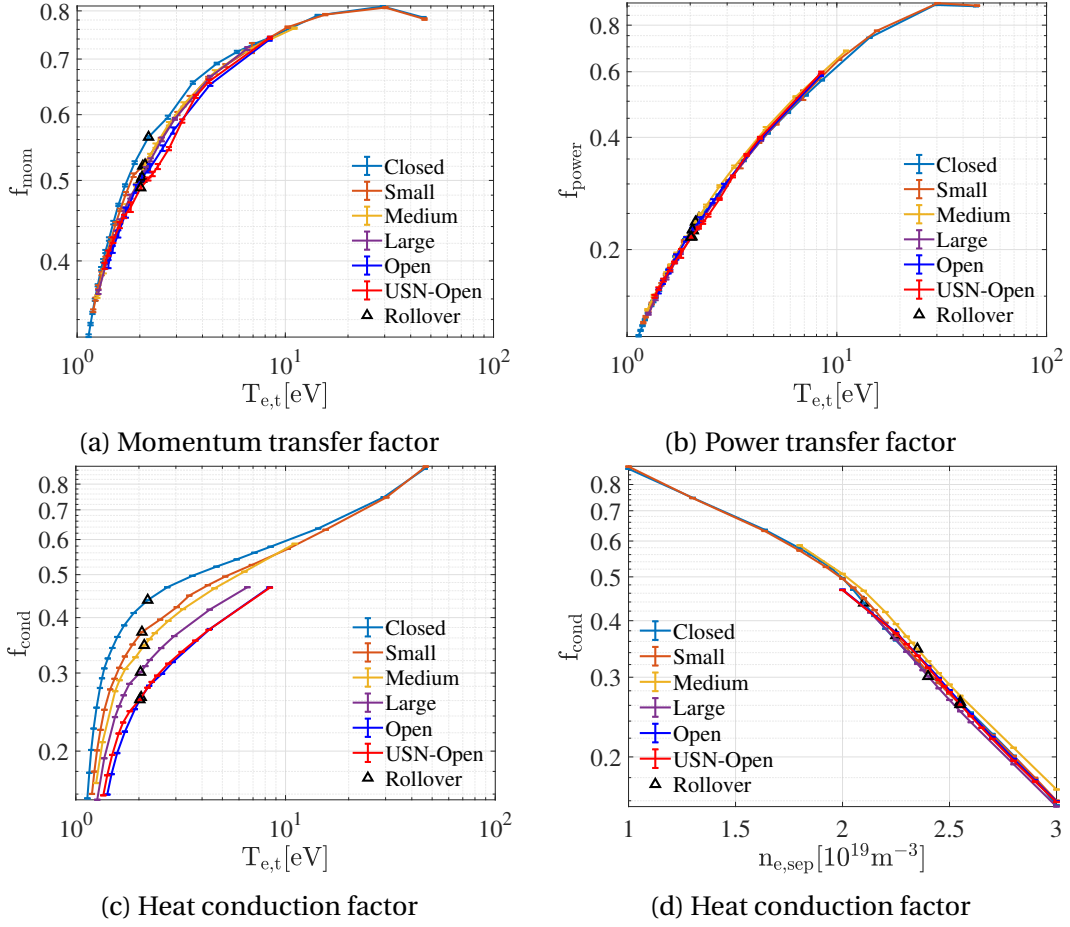 0.8
0.7
0.6
0.5
0.4
f_mom
Closed
Small
Medium
Large
Open
USN-Open
Rollover
10^0
10^1
10^2
T_e,t[eV]
(a) Momentum transfer factor
0.8
0.6
0.4
0.2
f_power
Closed
Small
Medium
Large
Open
USN-Open
Rollover
10^0
10^1
10^2
T_e,t[eV]
(b) Power transfer factor
0.8
0.7
0.6
0.5
0.4
0.3
0.2
f_cond
Closed
Small
Medium
Large
Open
USN-Open
Rollover
10^0
10^1
10^2
T_e,t[eV]
(c) Heat conduction factor
0.8
0.7
0.6
0.5
0.4
0.3
0.2
f_cond
Closed
Small
Medium
Large
Open
USN-Open
Rollover
1
1.5
2
2.5
3
n_e,sep[10^19m^−3]
(d) Heat conduction factor